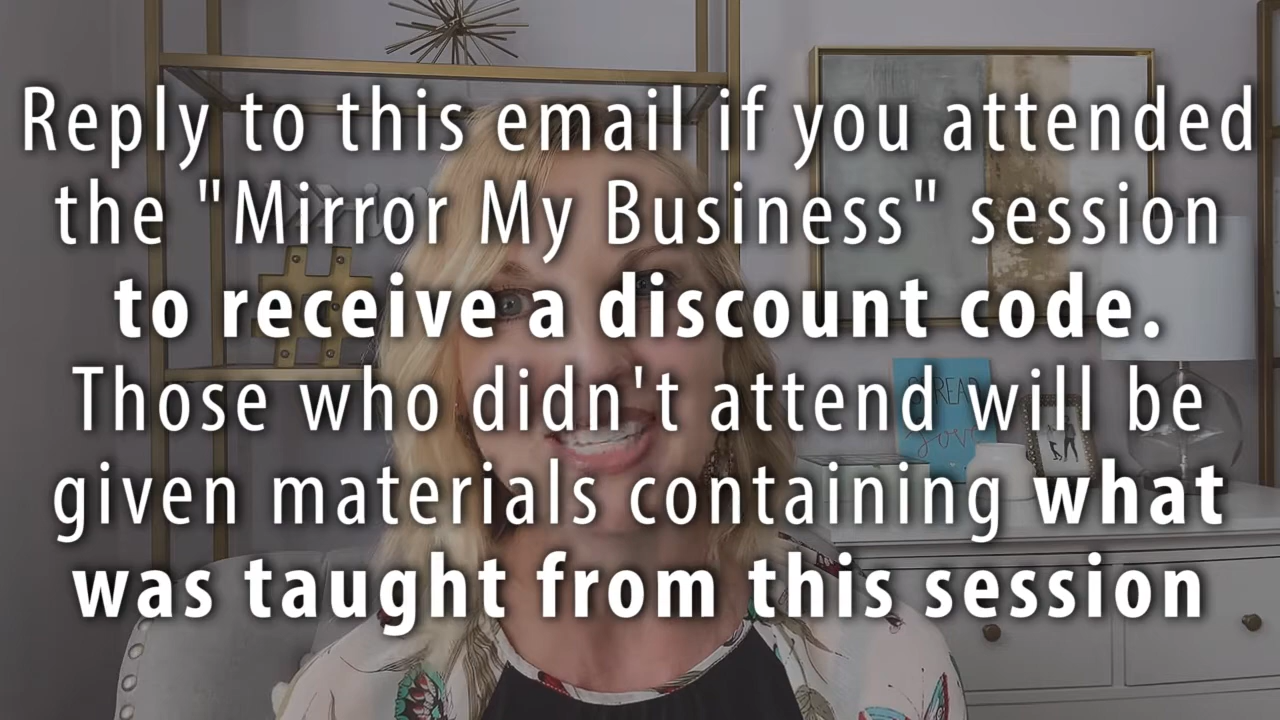 Reply to this email if you attended
the "Mirror My Business" session
to receive a discount code.
Those who didn't attend will be
given materials containing what
was taught from this session
#
love